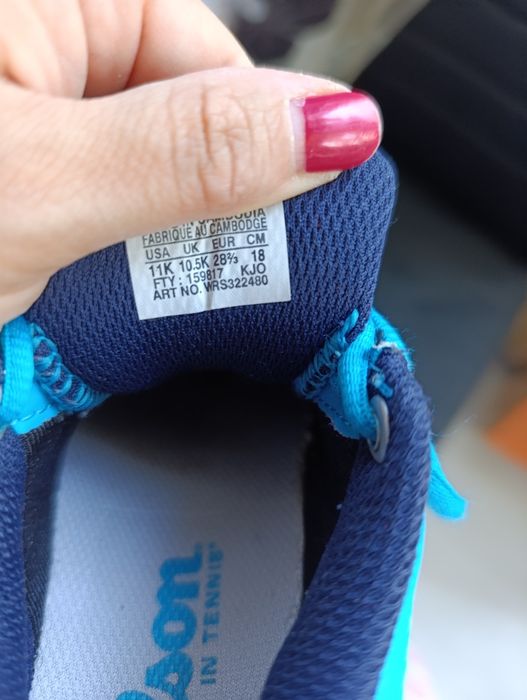 FABRIQUE AU CAMBODGE
USA UK EUR CM
11K 10.5K 28⅔ 18
FTY : 159817 KJO
ART NO. WRS322480
son
IN TENNIS